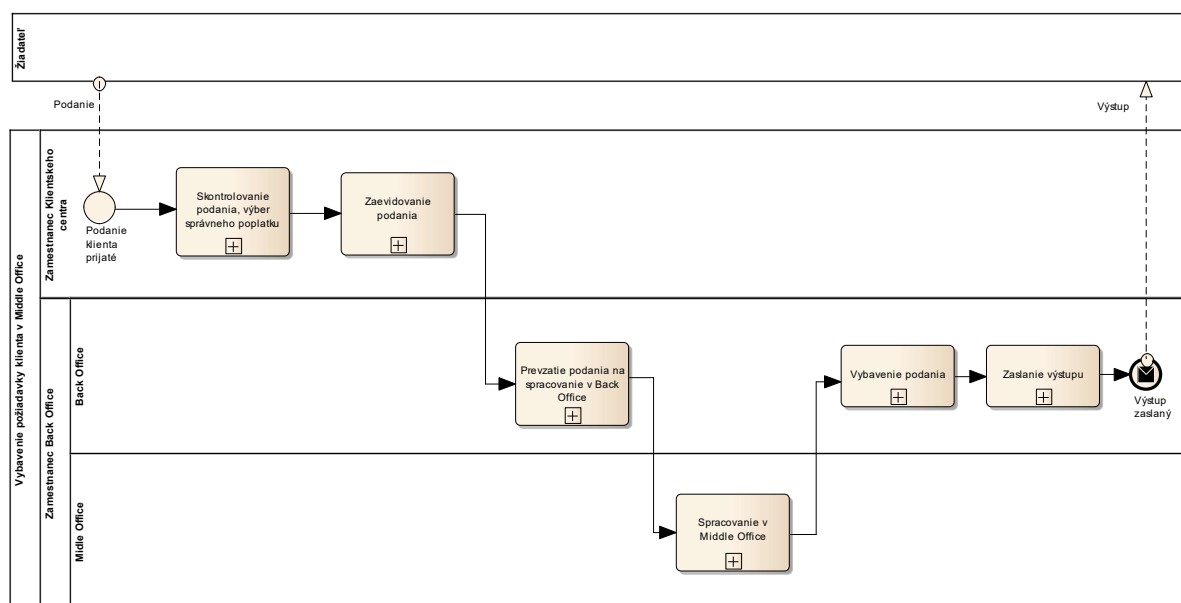 Žiadateľ
Podanie
Výstup
Vybavenie požiadavky klienta v Middle Office
Zamestnanec Klientskeho
centra
Podanie
klienta
prijaté
Skontrolovanie
podania, výber
správneho poplatku
Zaevidovanie
podania
Zamestnanec Back Office
Back Office
Prevzatie podania na
spracovanie v Back
Office
Vybavenie podania
Zaslanie výstupu
Výstup
zaslaný
Midle Office
Spracovanie v
Middle Office